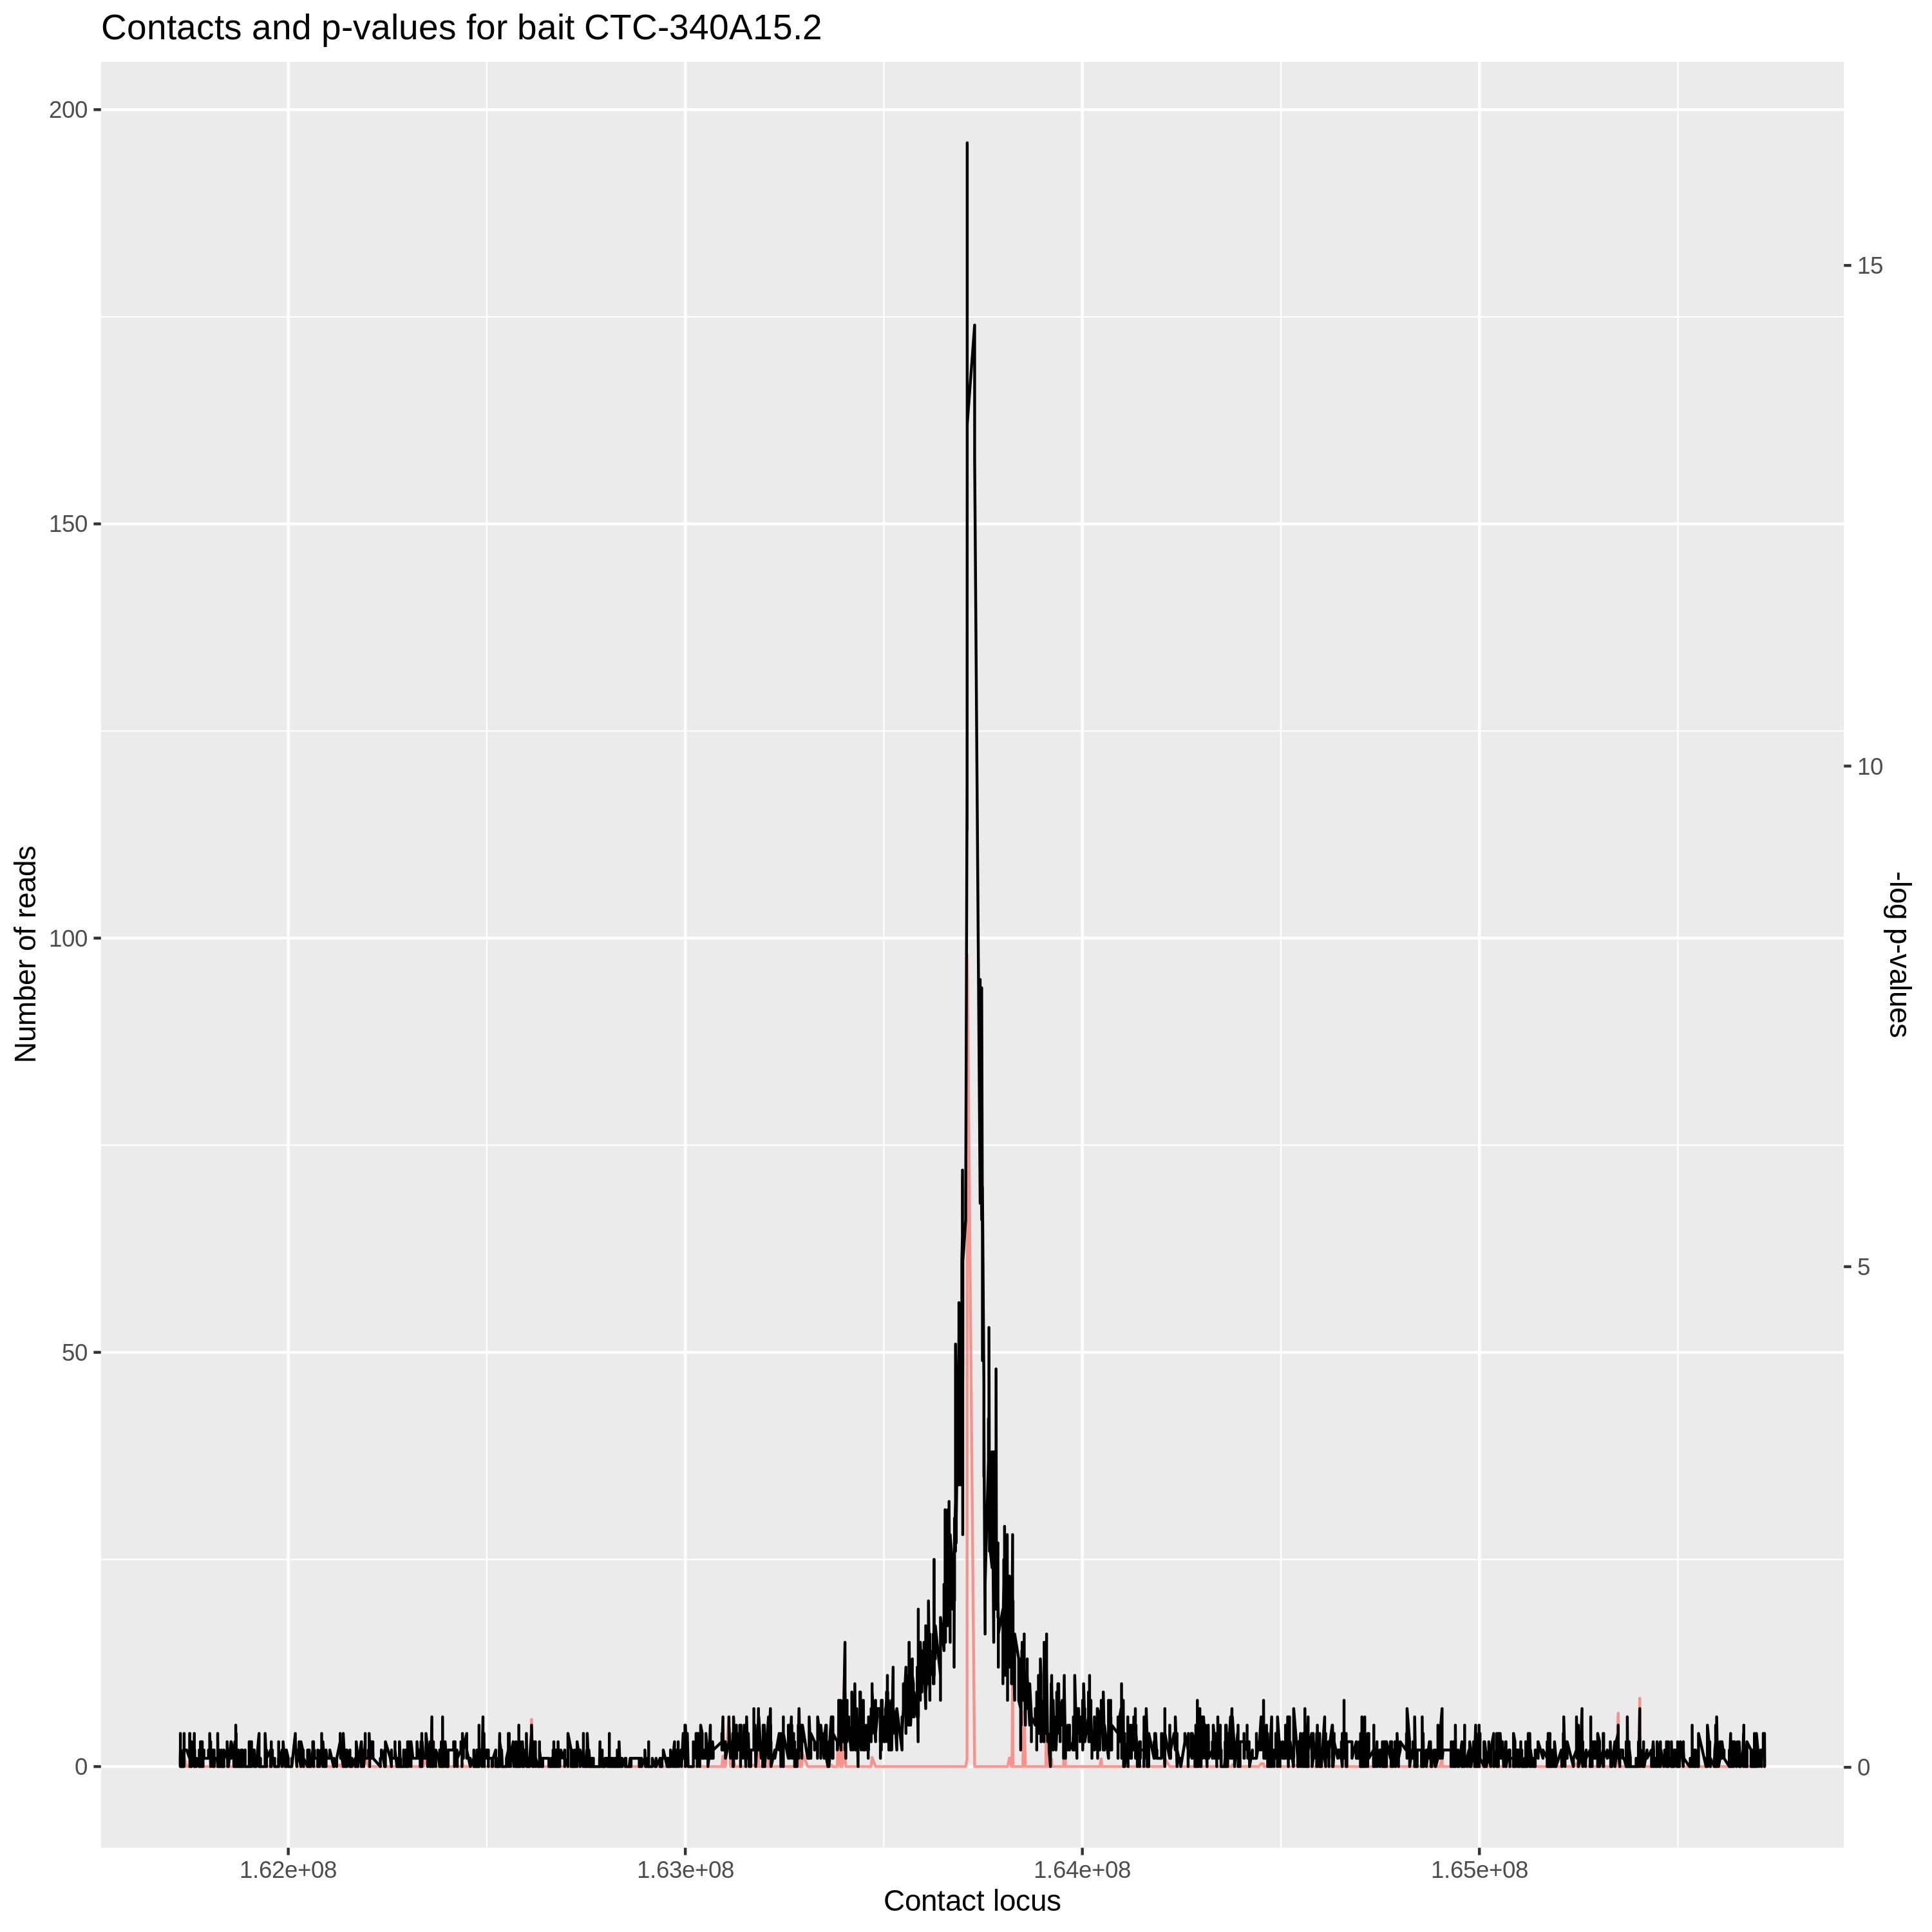 Contacts and p-values for bait CTC-340A15.2
200
150
100
50
0
Number of reads
15
10
5
0
-log p-values
1.62e+08
1.63e+08
1.64e+08
1.65e+08
Contact locus